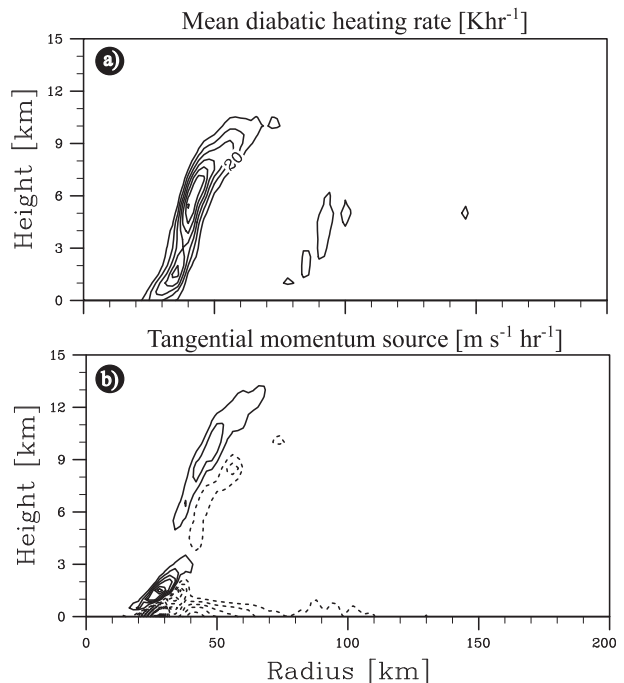 Mean diabatic heating rate [Khr⁻¹]
15
a)
12
9
6
3
0
Height [km]
20
Tangential momentum source [m s⁻¹ hr⁻¹]
15
b)
12
9
6
3
0
Height [km]
0 50 100 150 200
Radius [km]